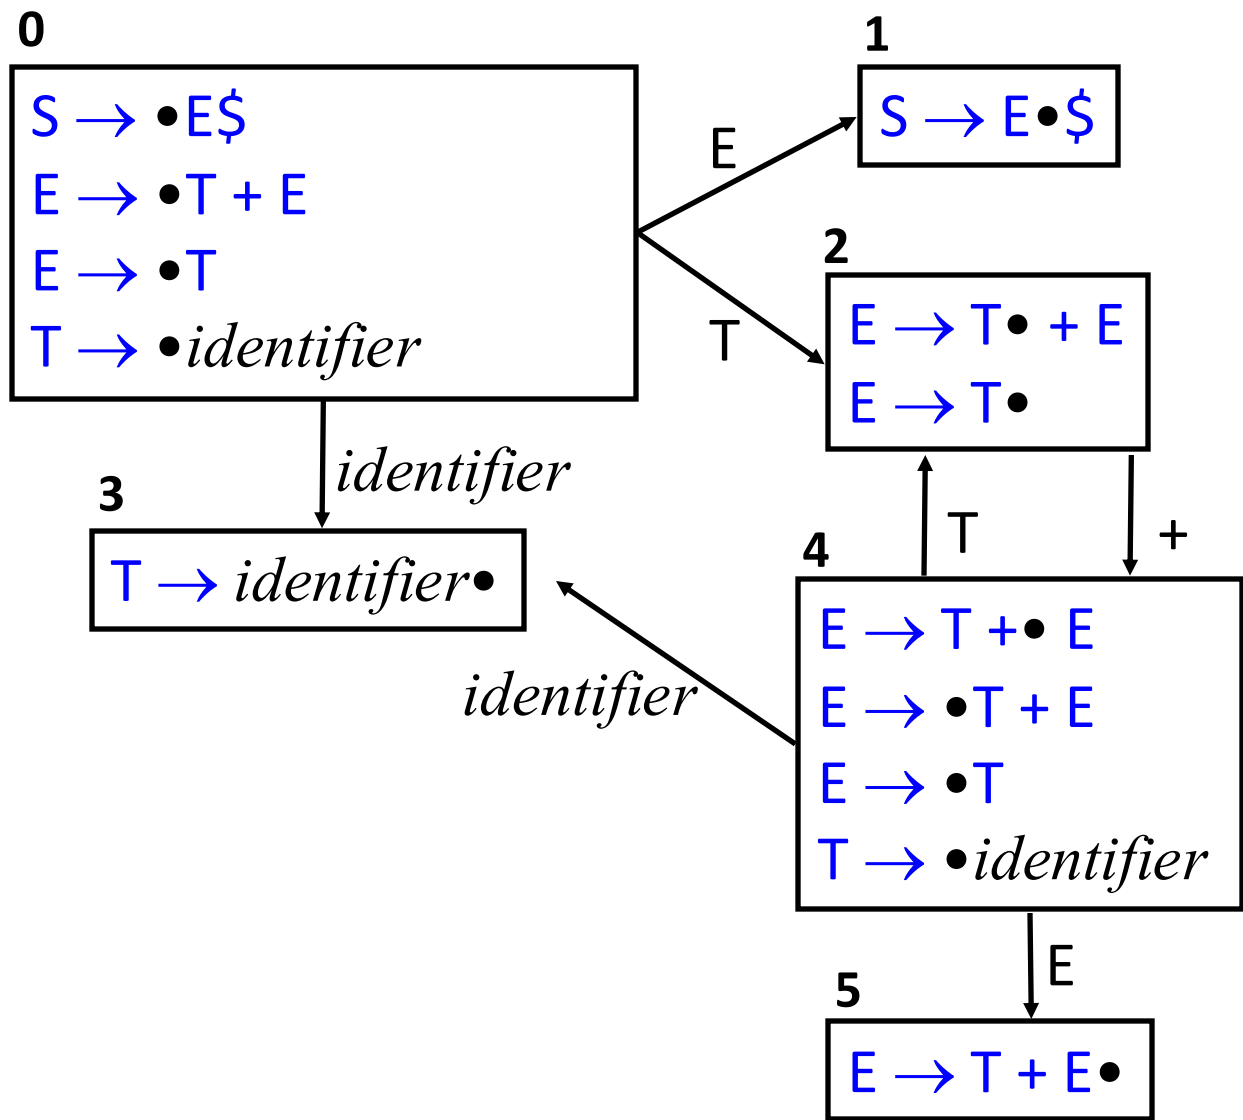 0
S → •E$
E → •T + E
E → •T
T → •identifier
E
T
1
S → E•$
2
E → T• + E
E → T•
identifier
3
T → identifier•
T
+
identifier
4
E → T +• E
E → •T + E
E → •T
T → •identifier
E
5
E → T + E•